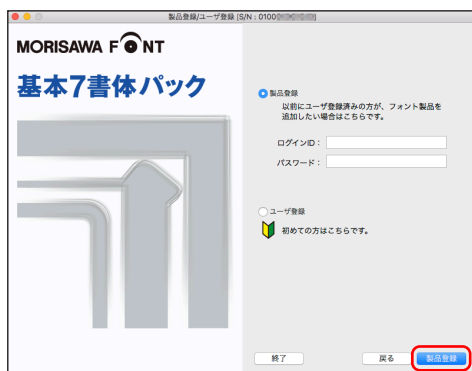 製品登録/ユーザ登録 [S/N : 0100
MORISAWA FONT
基本7書体パック
製品登録
以前にユーザ登録済みの方が、フォント製品を
追加したい場合はこちらです。
ログインID：
パスワード：
ユーザ登録
初めての方はこちらです。
終了
戻る
製品登録